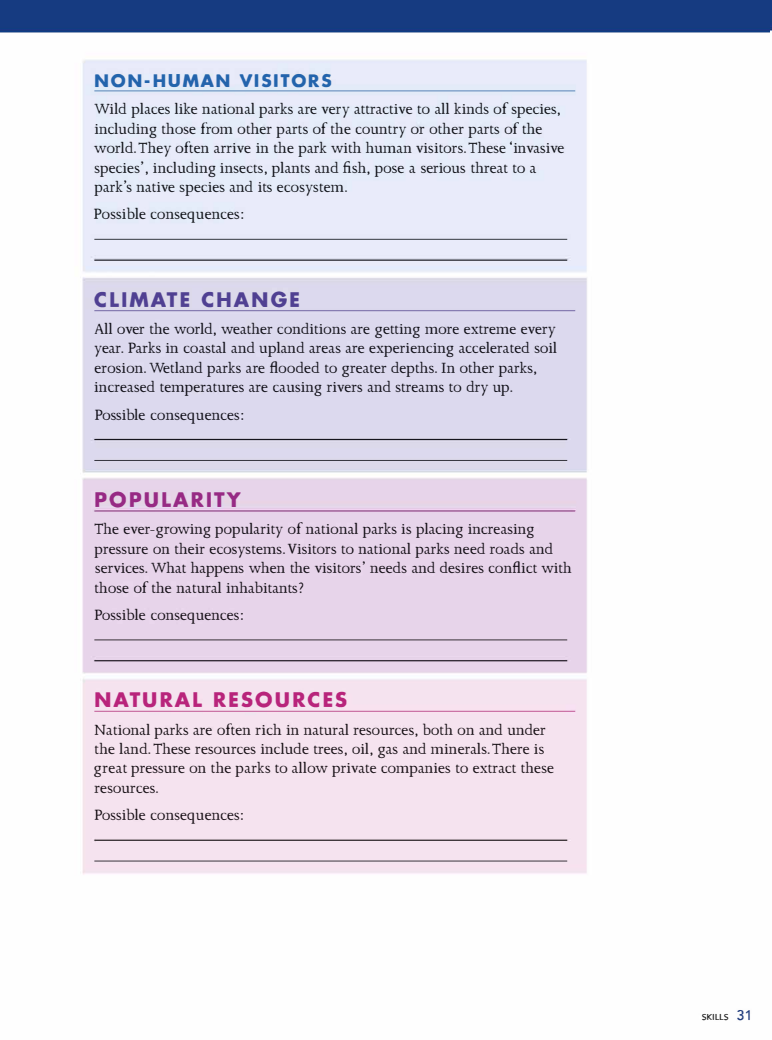 NON-HUMAN VISITORS
Wild places like national parks are very attractive to all kinds of species,
including those from other parts of the country or other parts of the
world. They often arrive in the park with human visitors. These ‘invasive
species’, including insects, plants and fish, pose a serious threat to a
park’s native species and its ecosystem.
Possible consequences:
CLIMATE CHANGE
All over the world, weather conditions are getting more extreme every
year. Parks in coastal and upland areas are experiencing accelerated soil
erosion. Wetland parks are flooded to greater depths. In other parks,
increased temperatures are causing rivers and streams to dry up.
Possible consequences:
POPULARITY
The ever-growing popularity of national parks is placing increasing
pressure on their ecosystems. Visitors to national parks need roads and
services. What happens when the visitors’ needs and desires conflict with
those of the natural inhabitants?
Possible consequences:
NATURAL RESOURCES
National parks are often rich in natural resources, both on and under
the land. These resources include trees, oil, gas and minerals. There is
great pressure on the parks to allow private companies to extract these
resources.
Possible consequences:
SKILLS 31